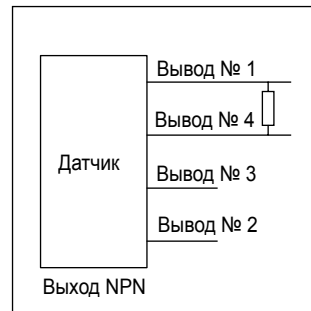 Вывод № 1
Вывод № 4
Датчик
Вывод № 3
Вывод № 2
Выход NPN